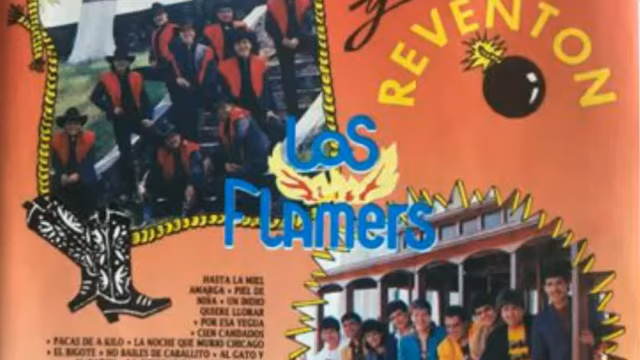 y
REVENTON
Los
Flamers
HASTA LA MIEL
AMARGA • PIEL DE
NIÑA • UN INDIO
QUIERE LLORAR
• POR ESA YEGUA
• CIEN CANDADOS
• PACAS DE A KILO • LA NOCHE QUE MURIO CHICAGO
• EL BIGOTE • NO BAILES DE CABALLITO • AL GATO Y